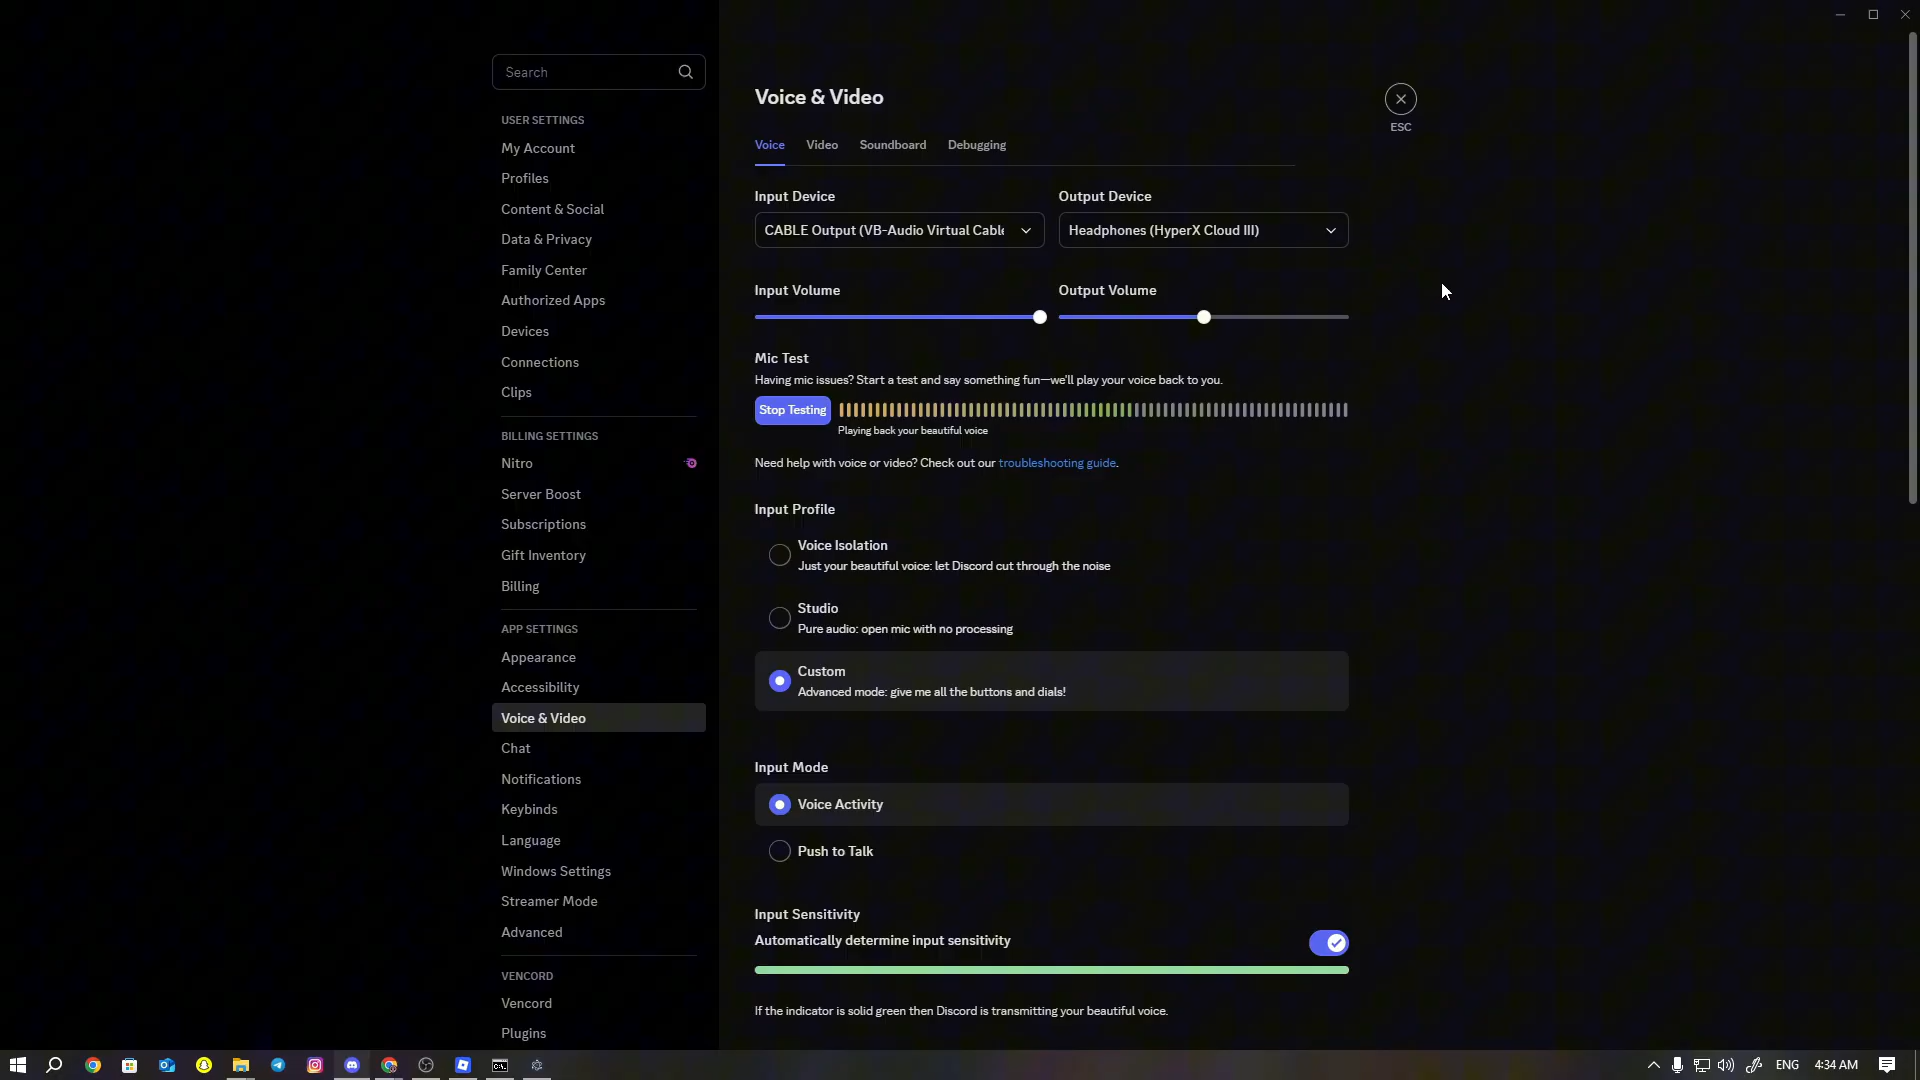 Search
USER SETTINGS
My Account
Profiles
Content & Social
Data & Privacy
Family Center
Authorized Apps
Devices
Connections
Clips
BILLING SETTINGS
Nitro
Server Boost
Subscriptions
Gift Inventory
Billing
APP SETTINGS
Appearance
Accessibility
Voice & Video
Chat
Notifications
Keybinds
Language
Windows Settings
Streamer Mode
Advanced
VENCORD
Vencord
Plugins
Voice & Video
ESC
Voice Video Soundboard Debugging
Input Device Output Device
CABLE Output (VB-Audio Virtual Cable Headphones (HyperX Cloud III)
Input Volume Output Volume
Mic Test
Having mic issues? Start a test and say something fun—we'll play your voice back to you.
Stop Testing
Playing back your beautiful voice
Need help with voice or video? Check out our troubleshooting guide.
Input Profile
Voice Isolation
Just your beautiful voice: let Discord cut through the noise
Studio
Pure audio: open mic with no processing
Custom
Advanced mode: give me all the buttons and dials!
Input Mode
Voice Activity
Push to Talk
Input Sensitivity
Automatically determine input sensitivity
If the indicator is solid green then Discord is transmitting your beautiful voice.
ENG 4:34 AM